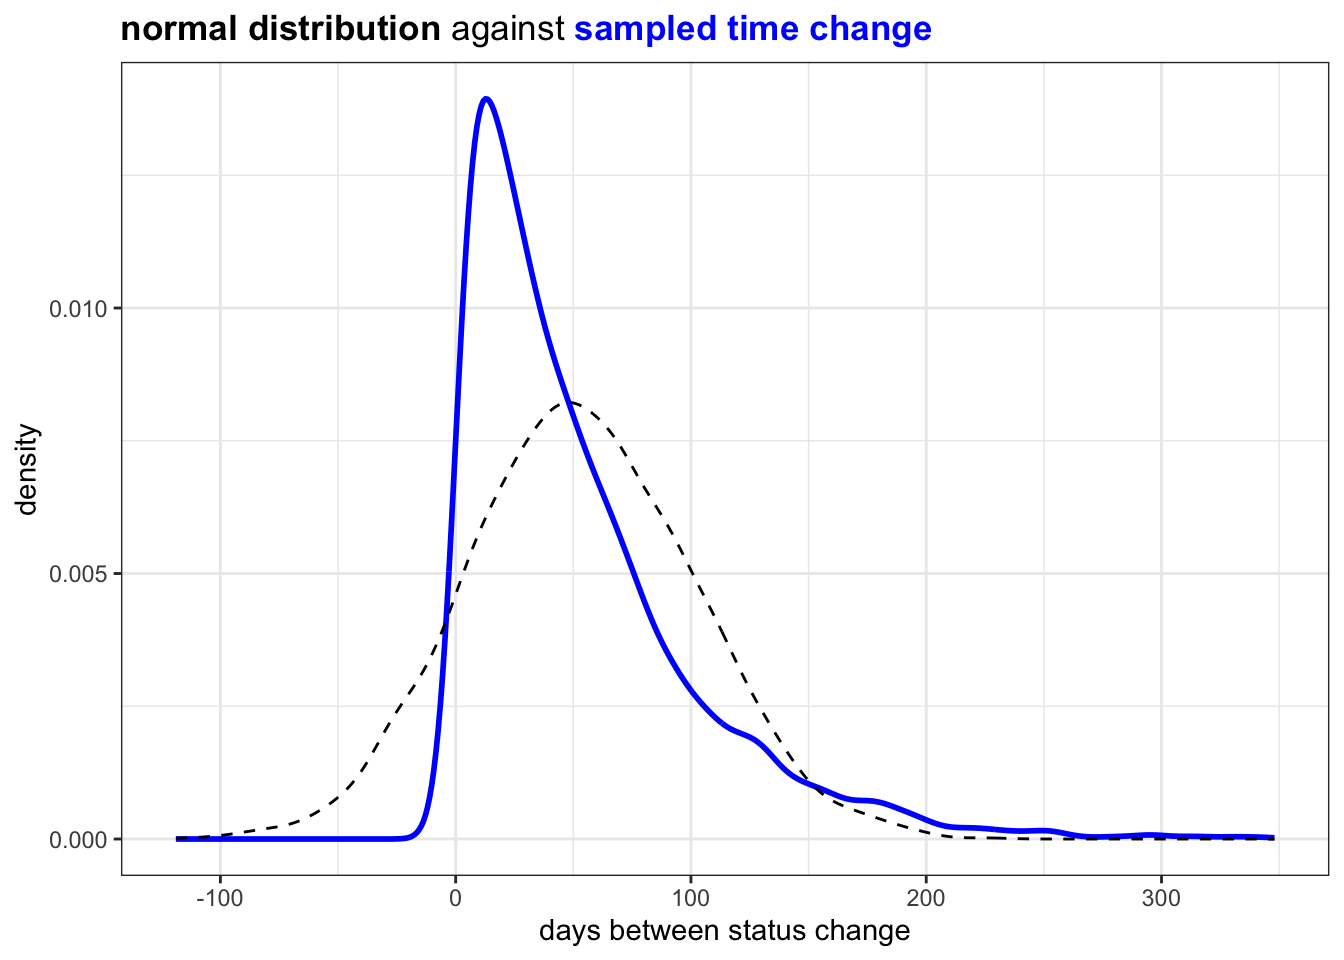 normal distribution against sampled time change
density
0.010
0.005
0.000
-100 0 100 200 300
days between status change